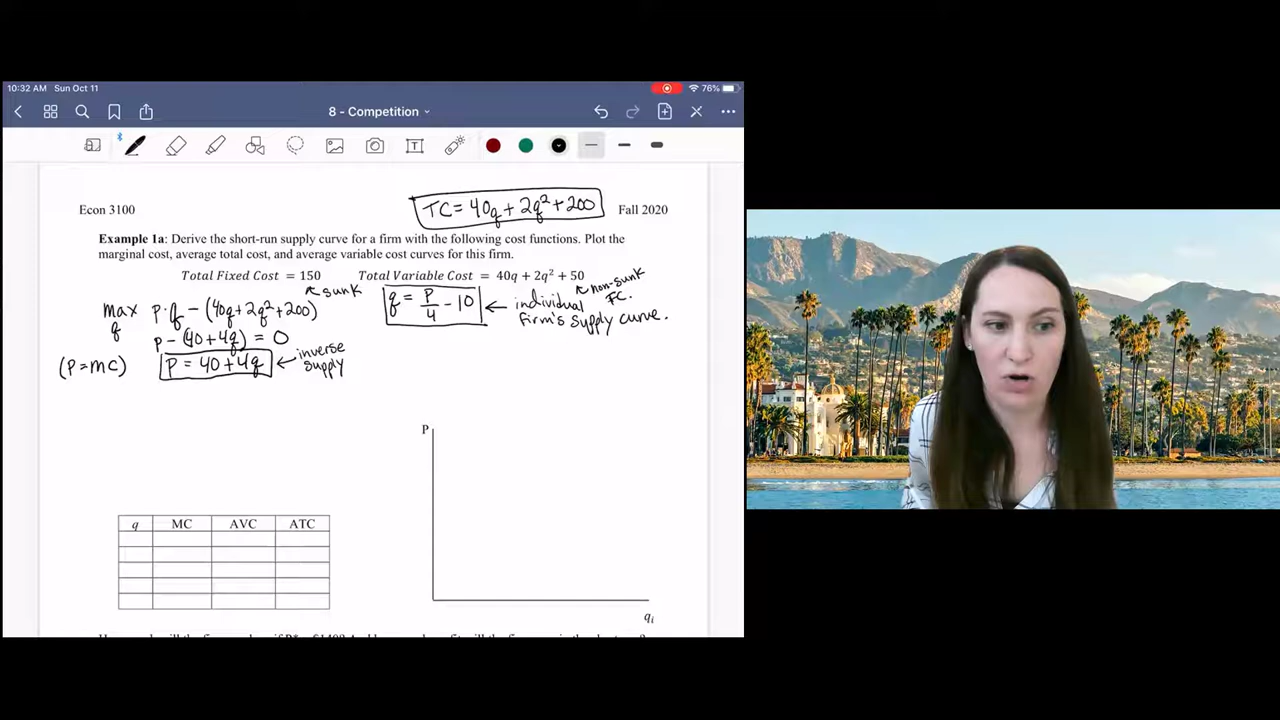 10:32 AM Sun Oct 11
76%
8 - Competition
T
Econ 3100
TC = 40q + 2q² + 200
Fall 2020
Example 1a: Derive the short-run supply curve for a firm with the following cost functions. Plot the
marginal cost, average total cost, and average variable cost curves for this firm.
Total Fixed Cost = 150 Total Variable Cost = 40q + 2q² + 50
↖ sunk
↖ non-sunk
FC.
max P·q - (40q + 2q² + 200)
q
q = P/4 - 10 ← individual
firm's supply curve.
P - (40 + 4q) = 0
(P = MC) P = 40 + 4q ← inverse
supply
P
q MC AVC ATC
qᵢ